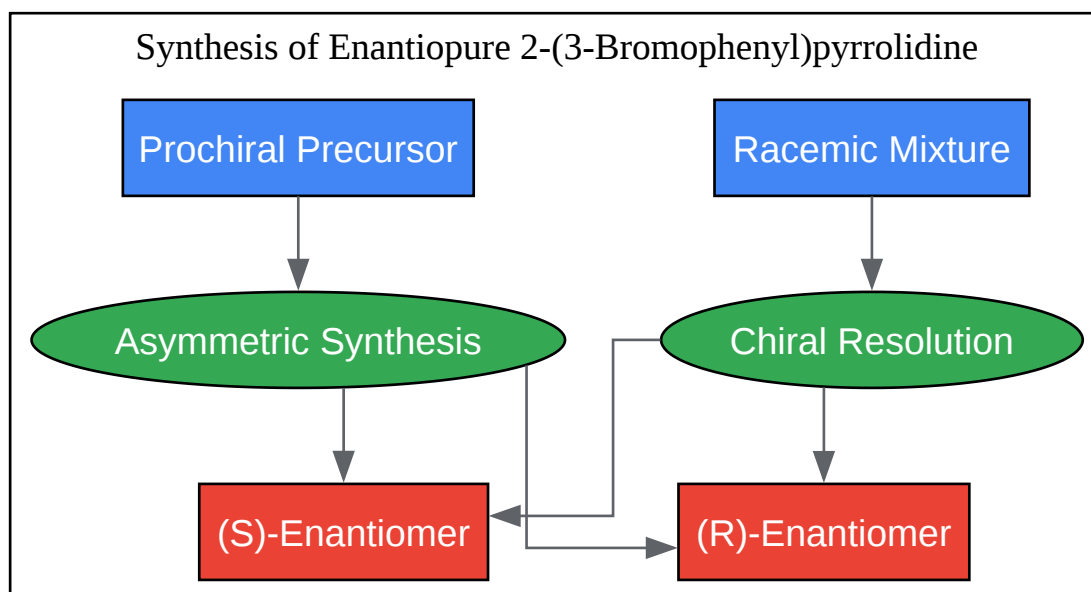 Synthesis of Enantiopure 2-(3-Bromophenyl)pyrrolidine
Prochiral Precursor
Racemic Mixture
Asymmetric Synthesis
Chiral Resolution
(S)-Enantiomer
(R)-Enantiomer